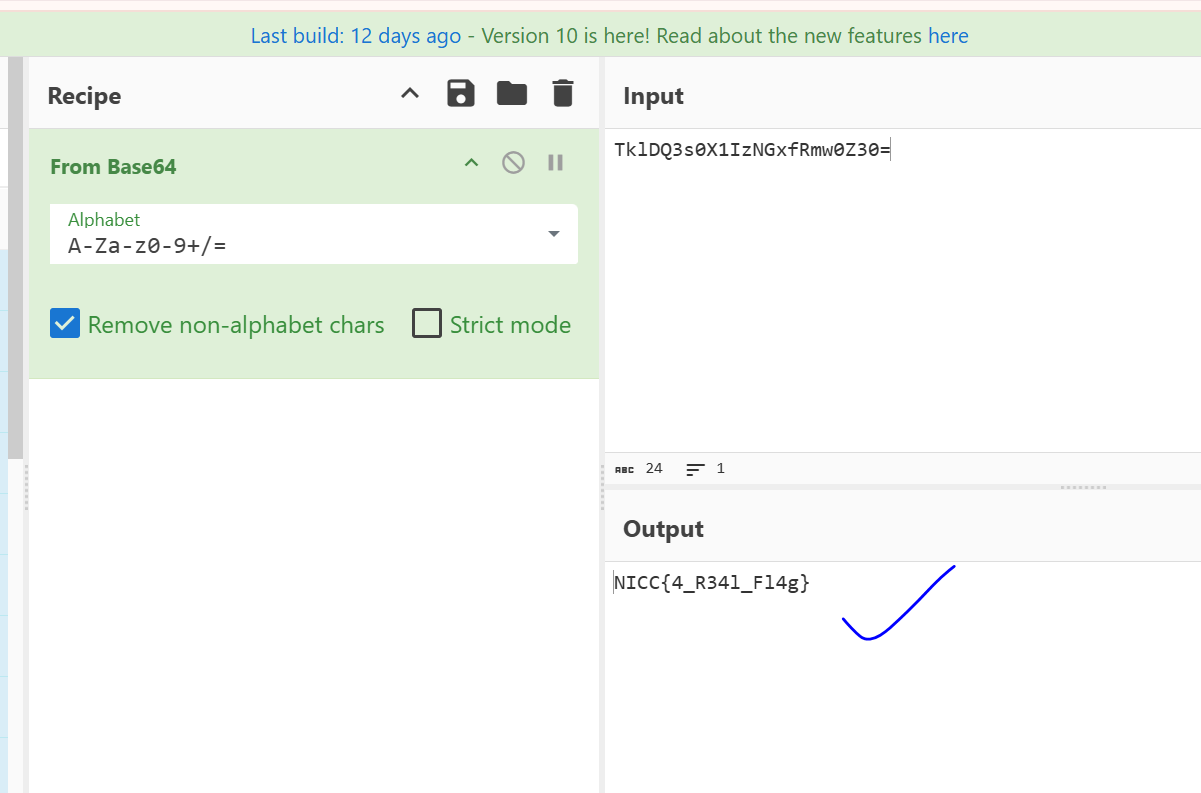 Last build: 12 days ago - Version 10 is here! Read about the new features here
Recipe
From Base64
Alphabet
A-Za-z0-9+/=
Remove non-alphabet chars
Strict mode
Input
TklDQ3s0X1IzNGxfRmw0Z30=
ABC 24 1
Output
NICC{4_R34l_Fl4g}